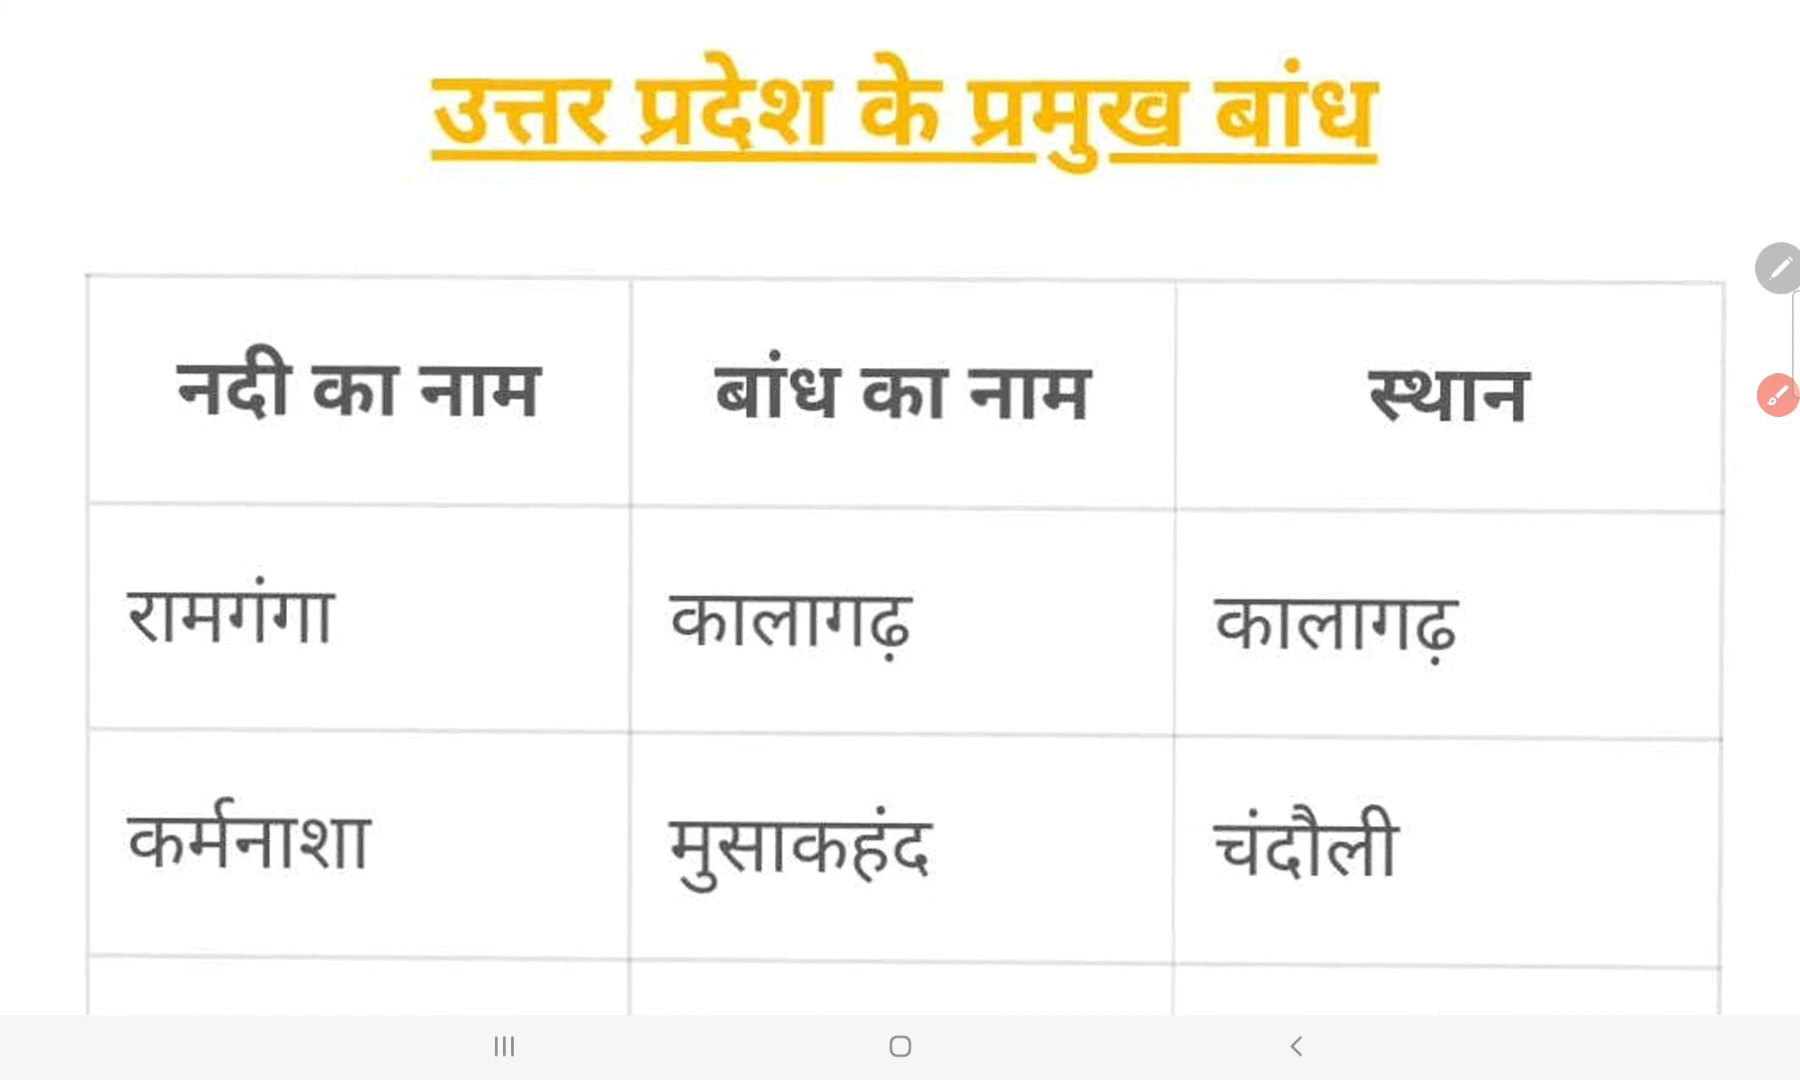 उत्तर प्रदेश के प्रमुख बांध
नदी का नाम बांध का नाम स्थान
रामगंगा कालागढ़ कालागढ़
कर्मनाशा मुसाकहंद चंदौली